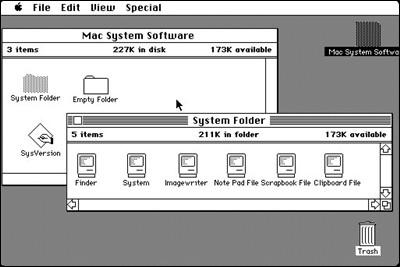 File Edit View Special
Mac System Software
3 items 227K in disk 173K available
System Folder Empty Folder
SysVersion
Mac System Softwa
System Folder
5 items 211K in folder 173K available
Finder System Imagewriter Note Pad File Scrapbook File Clipboard File
Trash